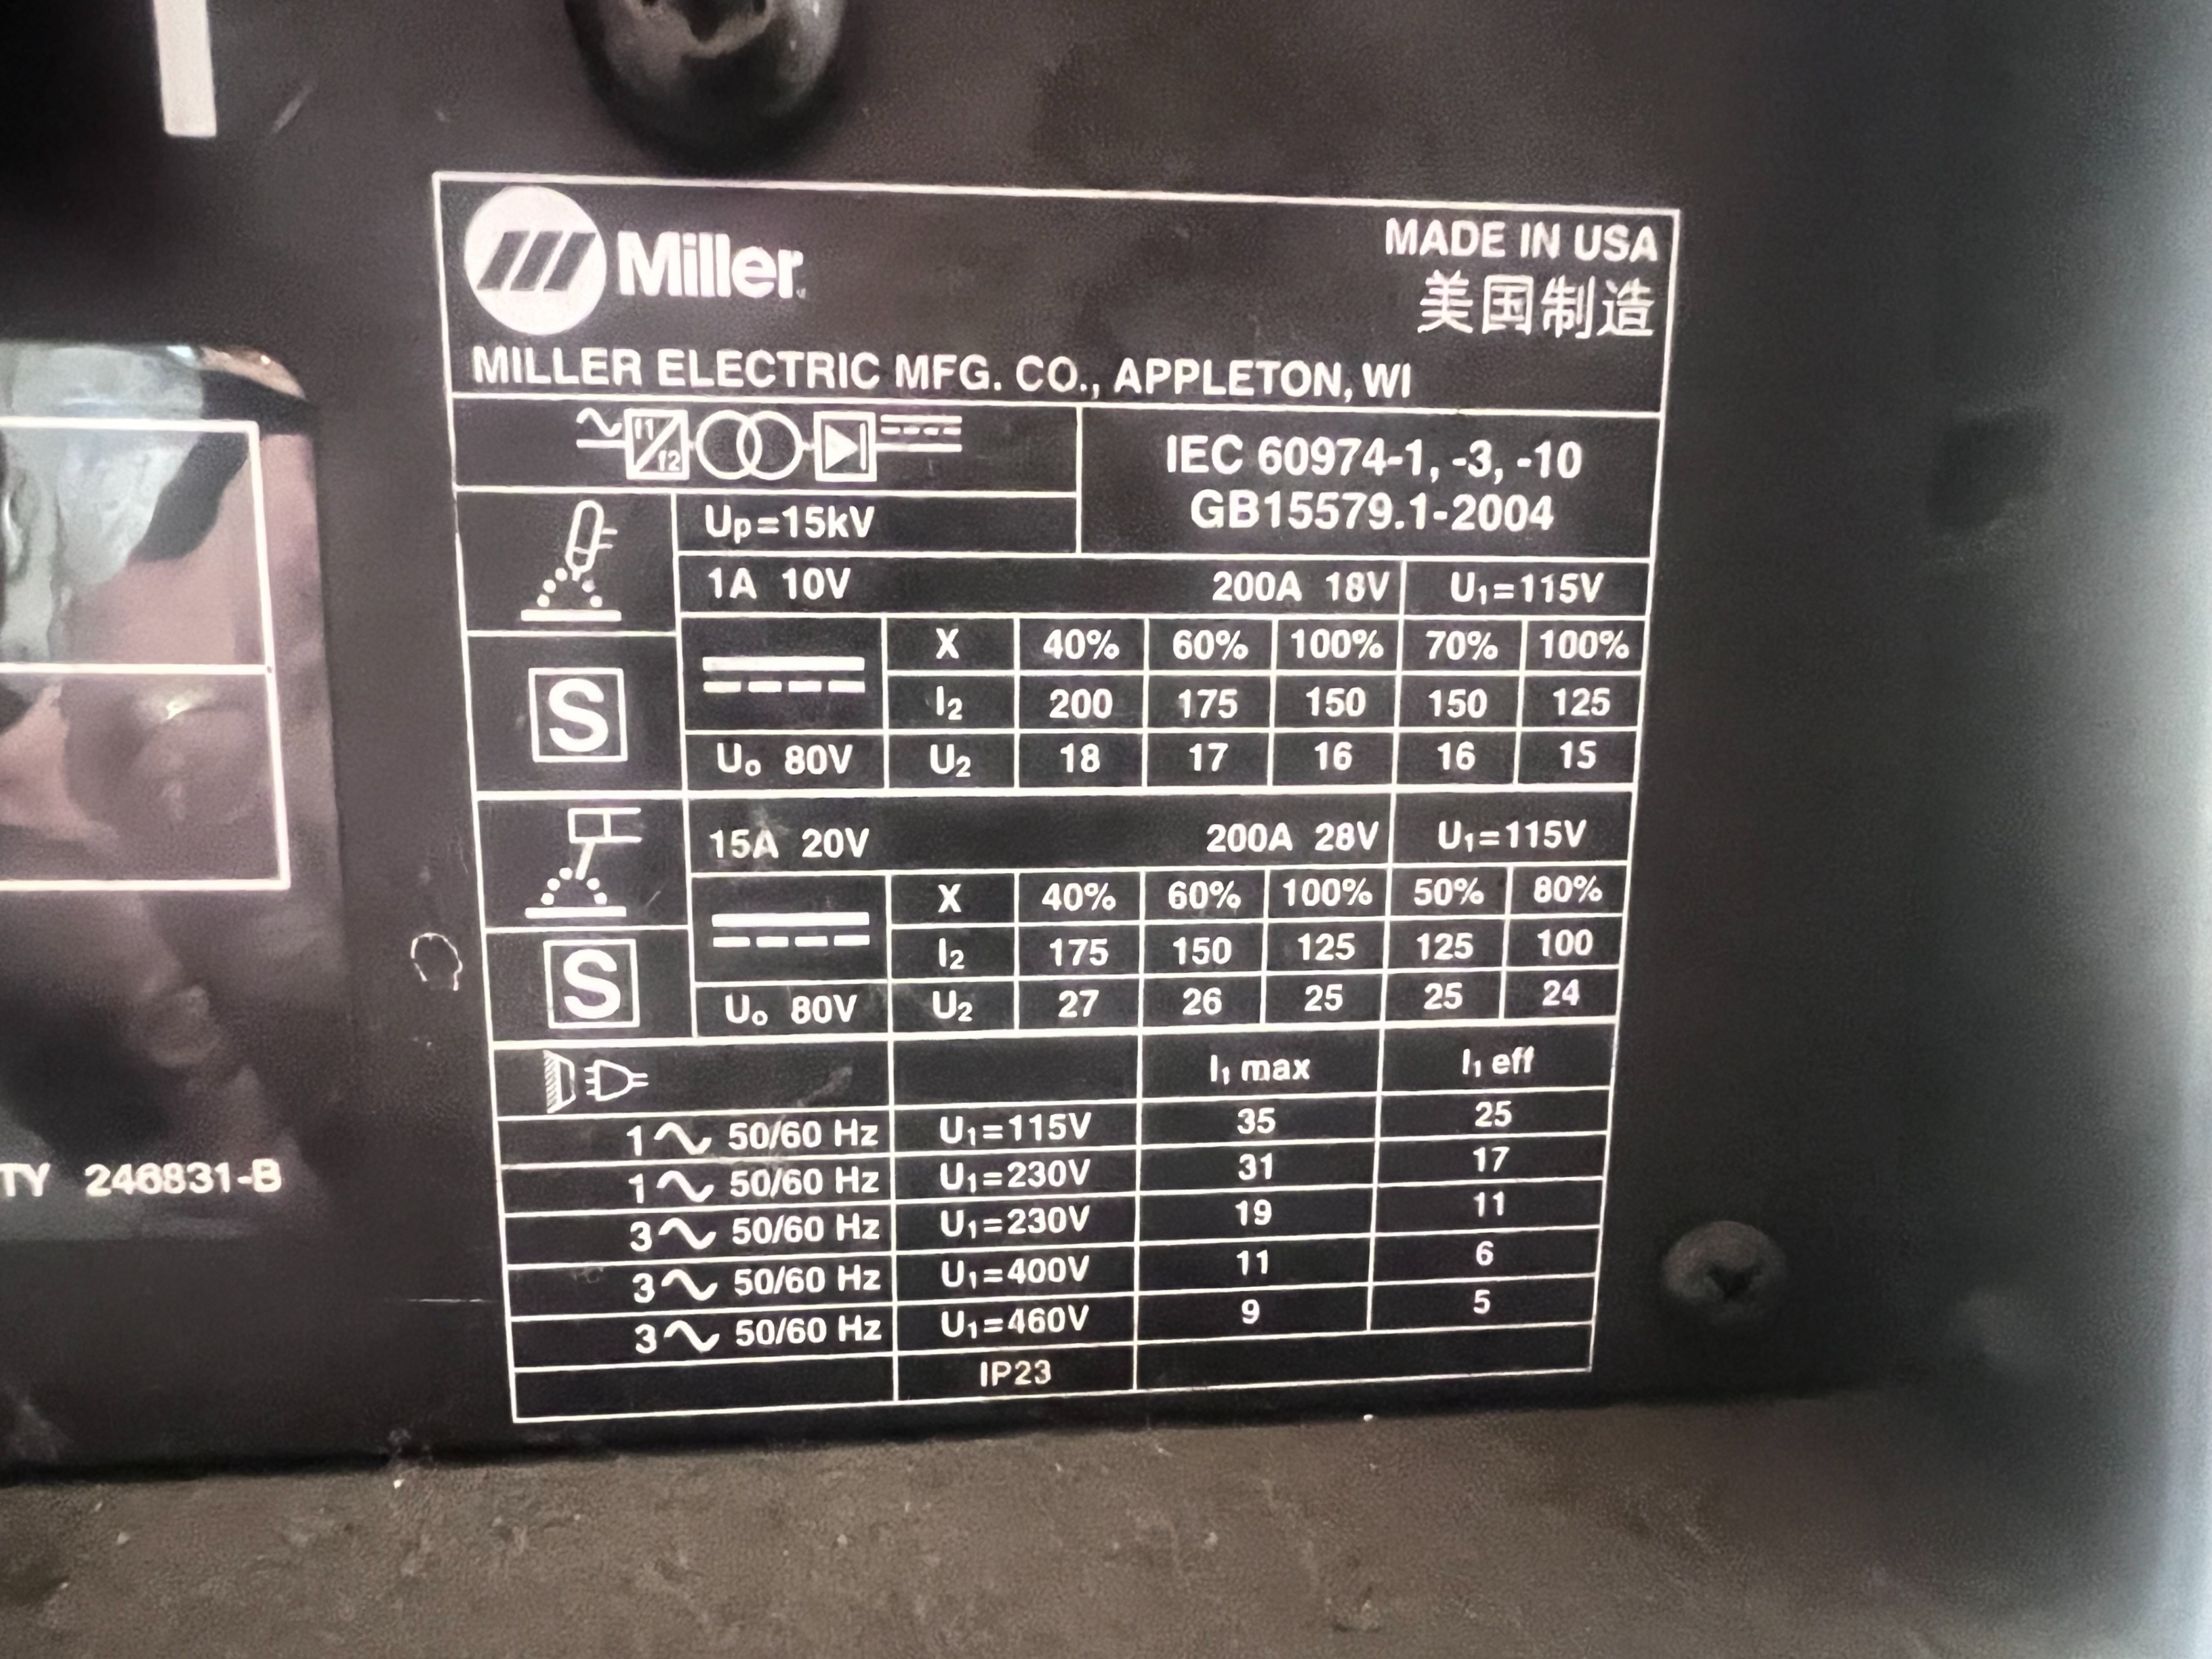 Miller
MADE IN USA
美国制造
MILLER ELECTRIC MFG. CO., APPLETON, WI
f1
f2
IEC 60974-1, -3, -10
GB15579.1-2004
Up=15kV
1A 10V 200A 18V U1=115V
X 40% 60% 100% 70% 100%
S
I2 200 175 150 150 125
Uo 80V U2 18 17 16 16 15
15A 20V 200A 28V U1=115V
X 40% 60% 100% 50% 80%
S
I2 175 150 125 125 100
Uo 80V U2 27 26 25 25 24
I1 max I1 eff
1 50/60 Hz U1=115V 35 25
1 50/60 Hz U1=230V 31 17
3 50/60 Hz U1=230V 19 11
3 50/60 Hz U1=400V 11 6
3 50/60 Hz U1=460V 9 5
IP23
TY 246831-B